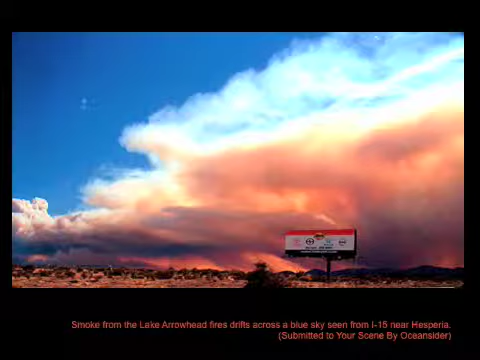 Smoke from the Lake Arrowhead fires drifts across a blue sky seen from I-15 near Hesperia.
(Submitted to Your Scene By Oceansider)